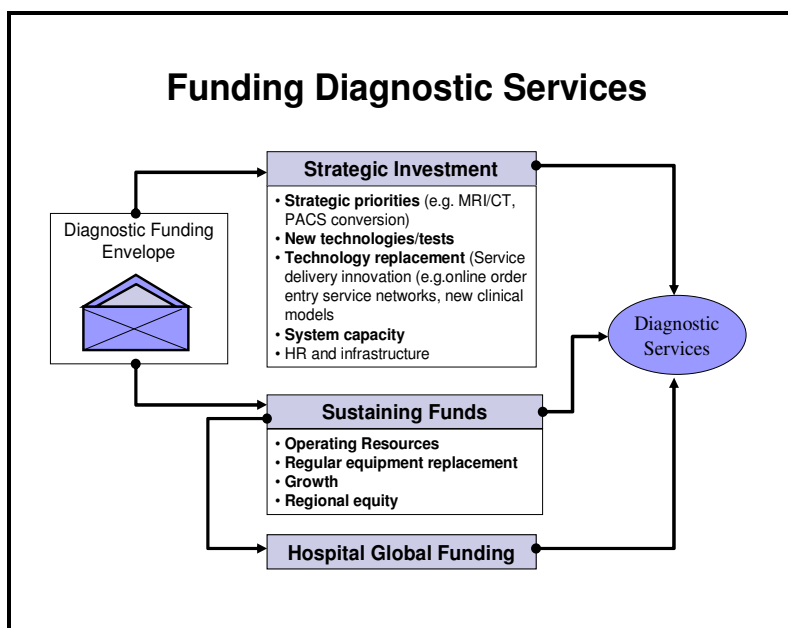 Funding Diagnostic Services
Diagnostic Funding
Envelope
Strategic Investment
• Strategic priorities (e.g. MRI/CT,
PACS conversion)
• New technologies/tests
• Technology replacement (Service
delivery innovation (e.g.online order
entry service networks, new clinical
models
• System capacity
• HR and infrastructure
Sustaining Funds
• Operating Resources
• Regular equipment replacement
• Growth
• Regional equity
Hospital Global Funding
Diagnostic
Services